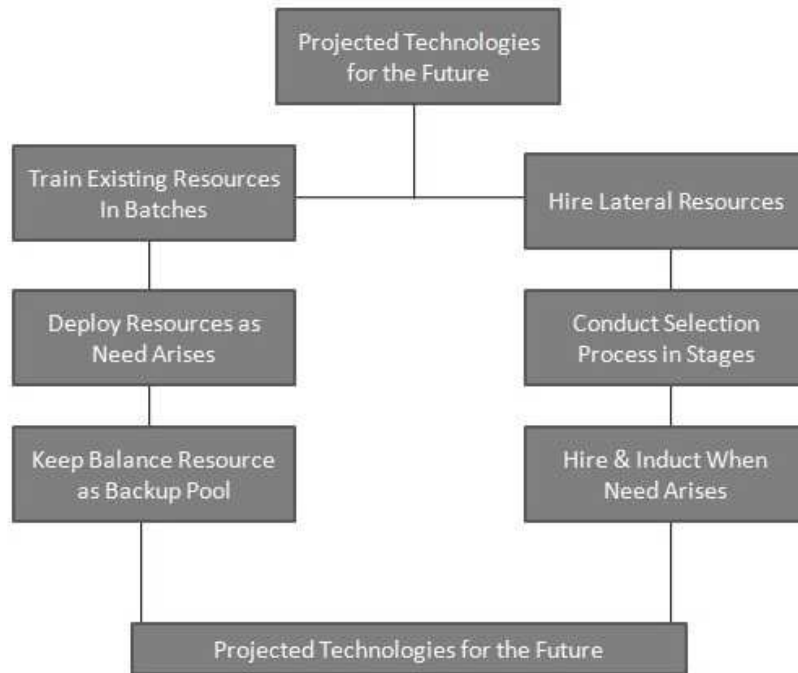 Projected Technologies
for the Future
Train Existing Resources
In Batches
Hire Lateral Resources
Deploy Resources as
Need Arises
Conduct Selection
Process in Stages
Keep Balance Resource
as Backup Pool
Hire & Induct When
Need Arises
Projected Technologies for the Future